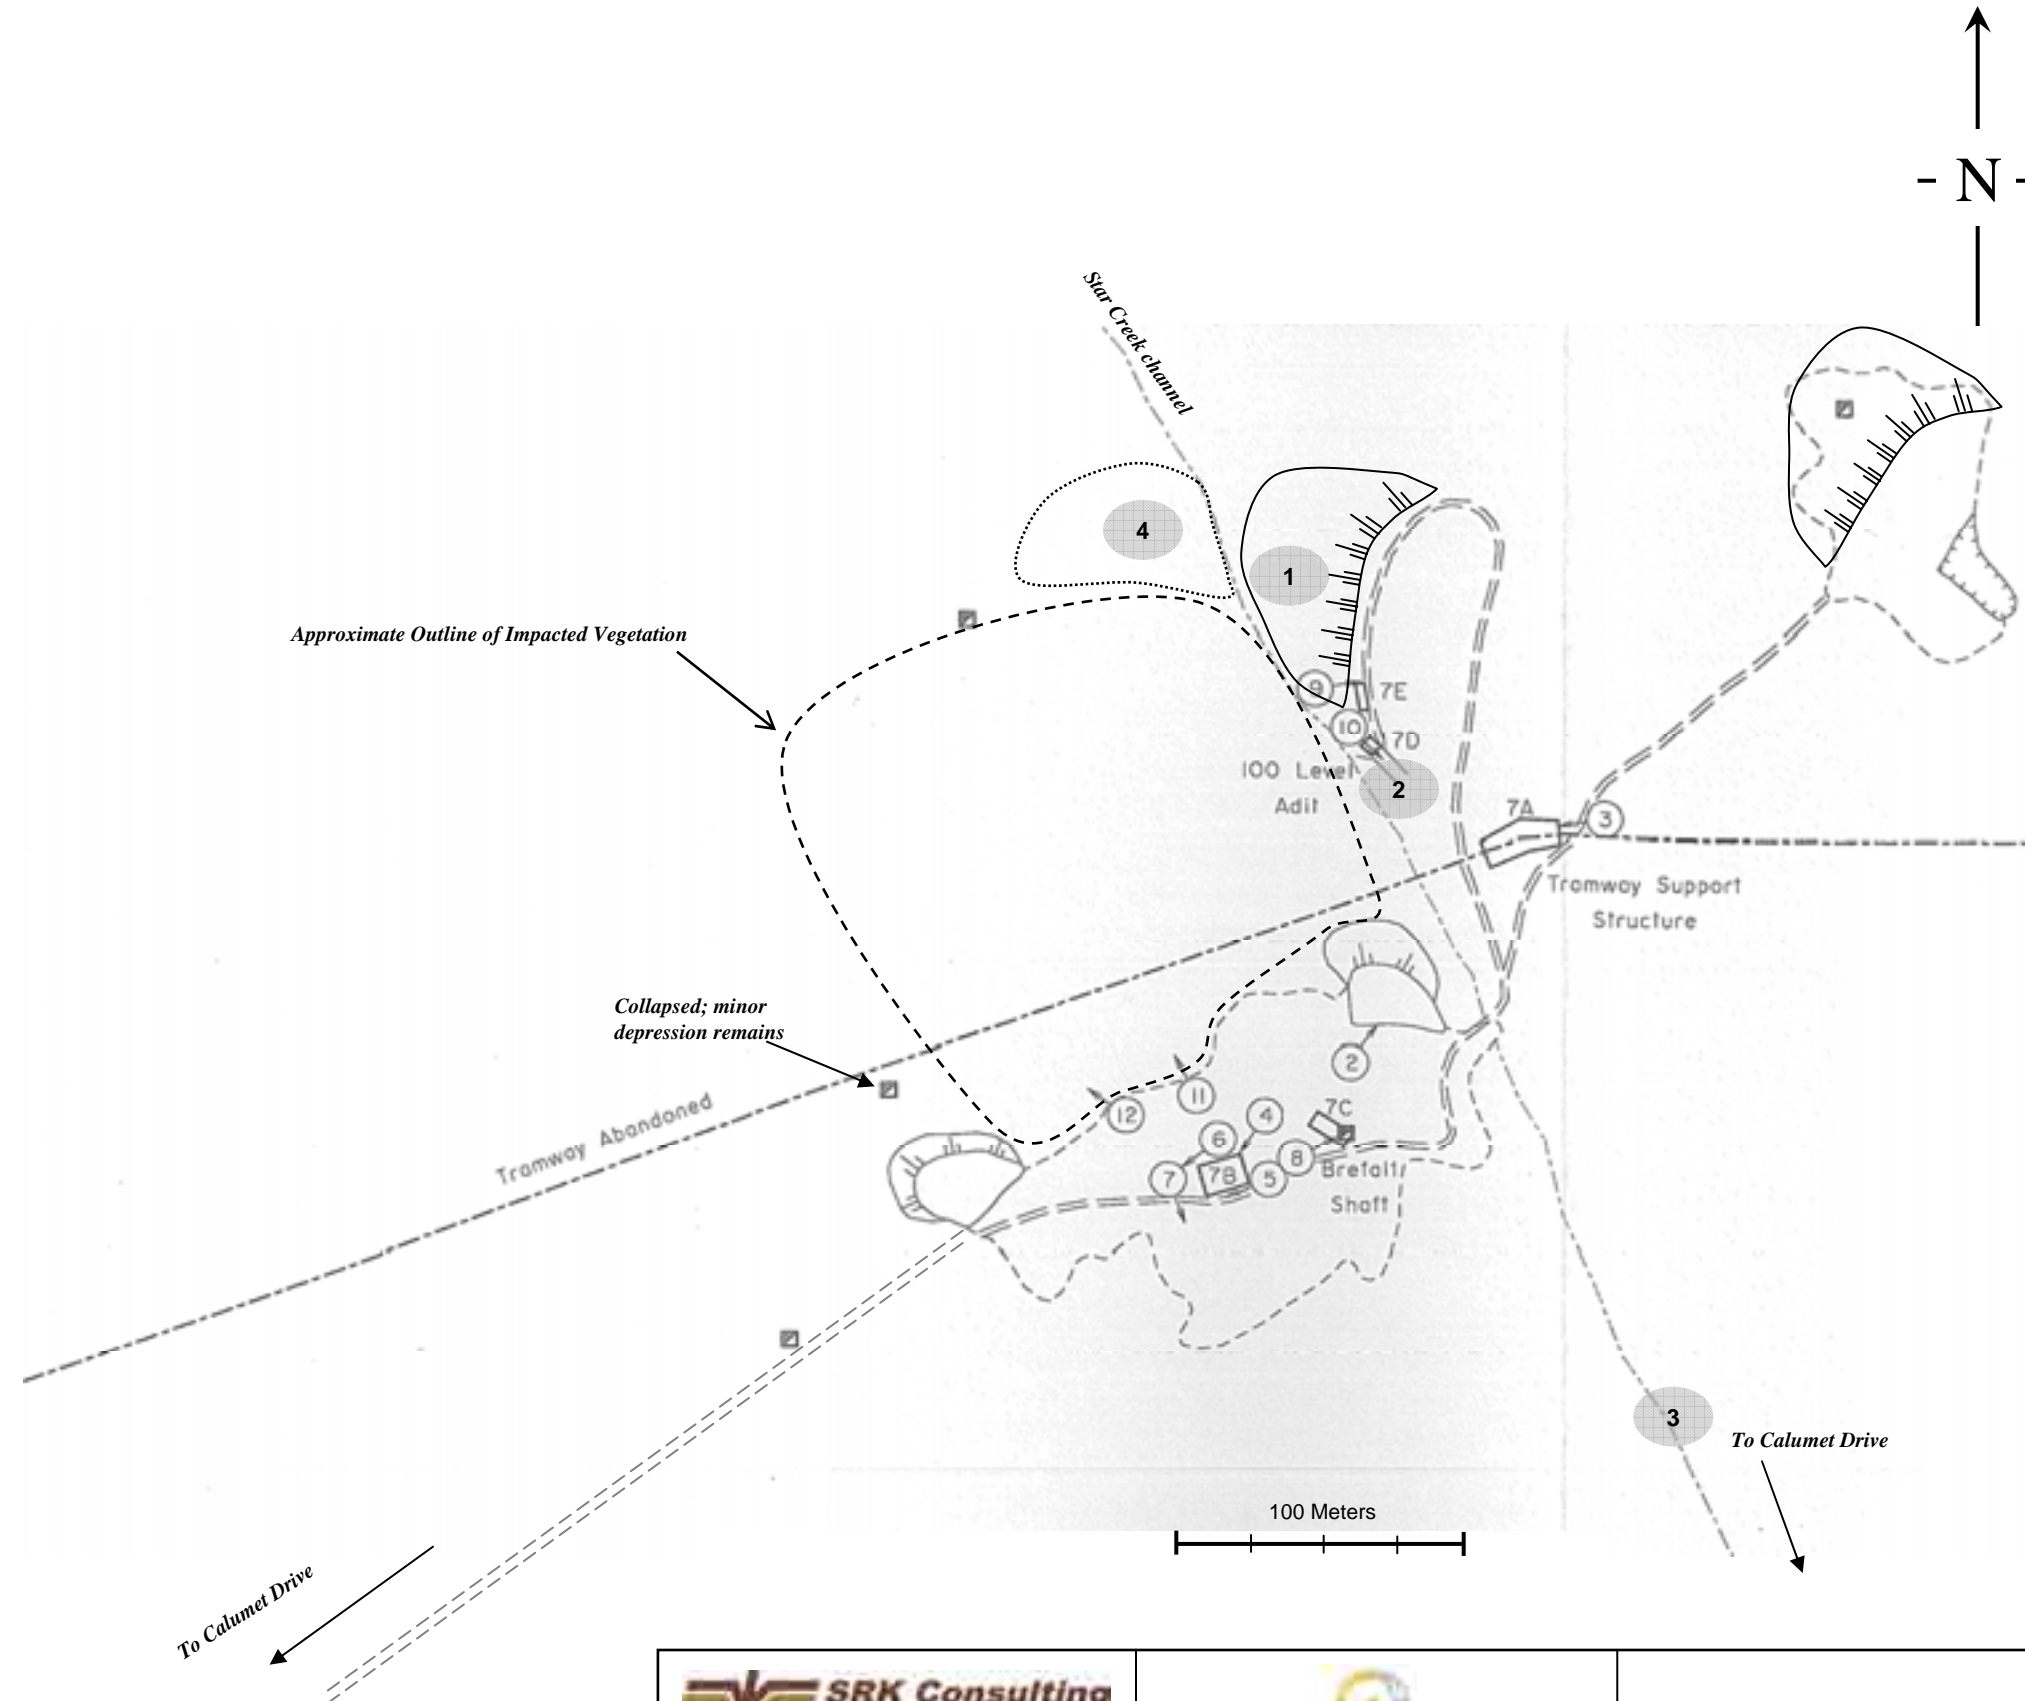 - N -
Star Creek channel
4
1
Approximate Outline of Impacted Vegetation
9
7E
10
7D
100 Level
Adit
2
7A
3
Tramway Support
Structure
Collapsed; minor
depression remains
2
Tramway Abandoned
12
11
4
7C
6
7
7B
5
8
Brefalt
Shaft
3
To Calumet Drive
100 Meters
To Calumet Drive
SRK Consulting